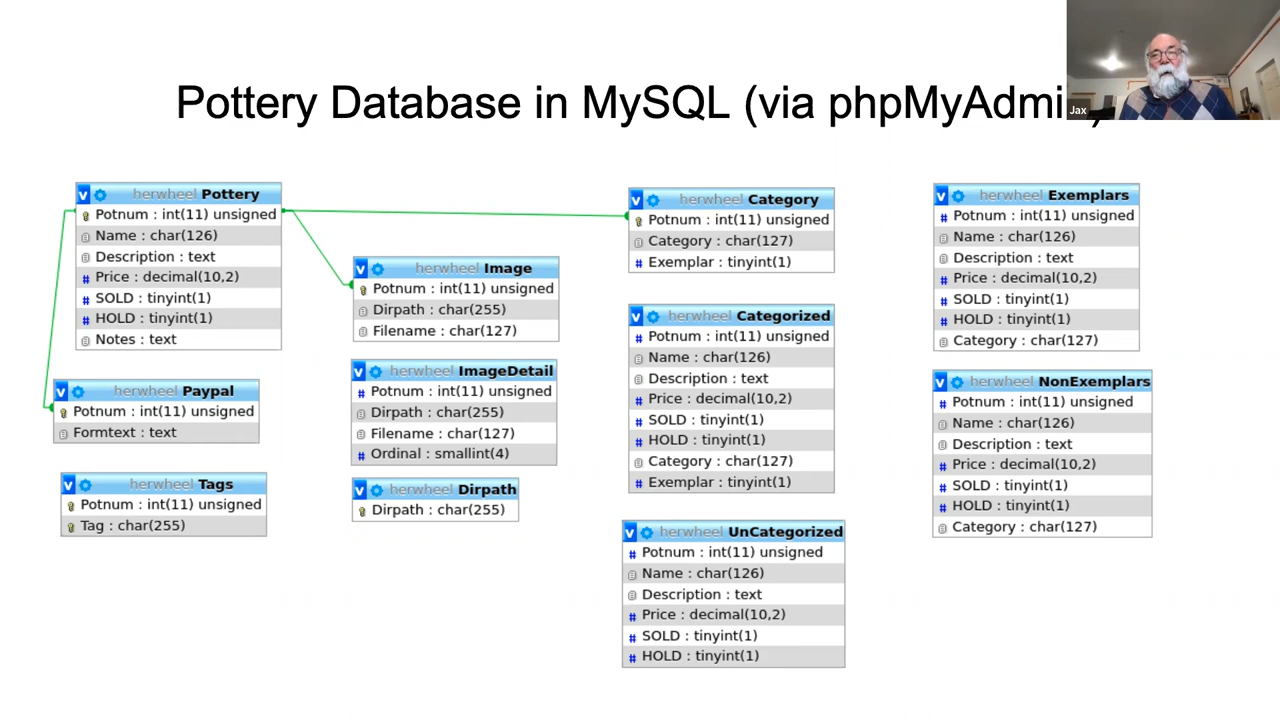 Pottery Database in MySQL (via phpMyAdmi
Jax
v herwheel Pottery
Potnum : int(11) unsigned
Name : char(126)
Description : text
Price : decimal(10,2)
SOLD : tinyint(1)
HOLD : tinyint(1)
Notes : text
v herwheel Paypal
Potnum : int(11) unsigned
Formtext : text
v herwheel Tags
Potnum : int(11) unsigned
Tag : char(255)
v herwheel Image
Potnum : int(11) unsigned
Dirpath : char(255)
Filename : char(127)
v herwheel ImageDetail
Potnum : int(11) unsigned
Dirpath : char(255)
Filename : char(127)
Ordinal : smallint(4)
v herwheel Dirpath
Dirpath : char(255)
v herwheel Category
Potnum : int(11) unsigned
Category : char(127)
Exemplar : tinyint(1)
v herwheel Categorized
Potnum : int(11) unsigned
Name : char(126)
Description : text
Price : decimal(10,2)
SOLD : tinyint(1)
HOLD : tinyint(1)
Category : char(127)
Exemplar : tinyint(1)
v herwheel UnCategorized
Potnum : int(11) unsigned
Name : char(126)
Description : text
Price : decimal(10,2)
SOLD : tinyint(1)
HOLD : tinyint(1)
v herwheel Exemplars
Potnum : int(11) unsigned
Name : char(126)
Description : text
Price : decimal(10,2)
SOLD : tinyint(1)
HOLD : tinyint(1)
Category : char(127)
v herwheel NonExemplars
Potnum : int(11) unsigned
Name : char(126)
Description : text
Price : decimal(10,2)
SOLD : tinyint(1)
HOLD : tinyint(1)
Category : char(127)